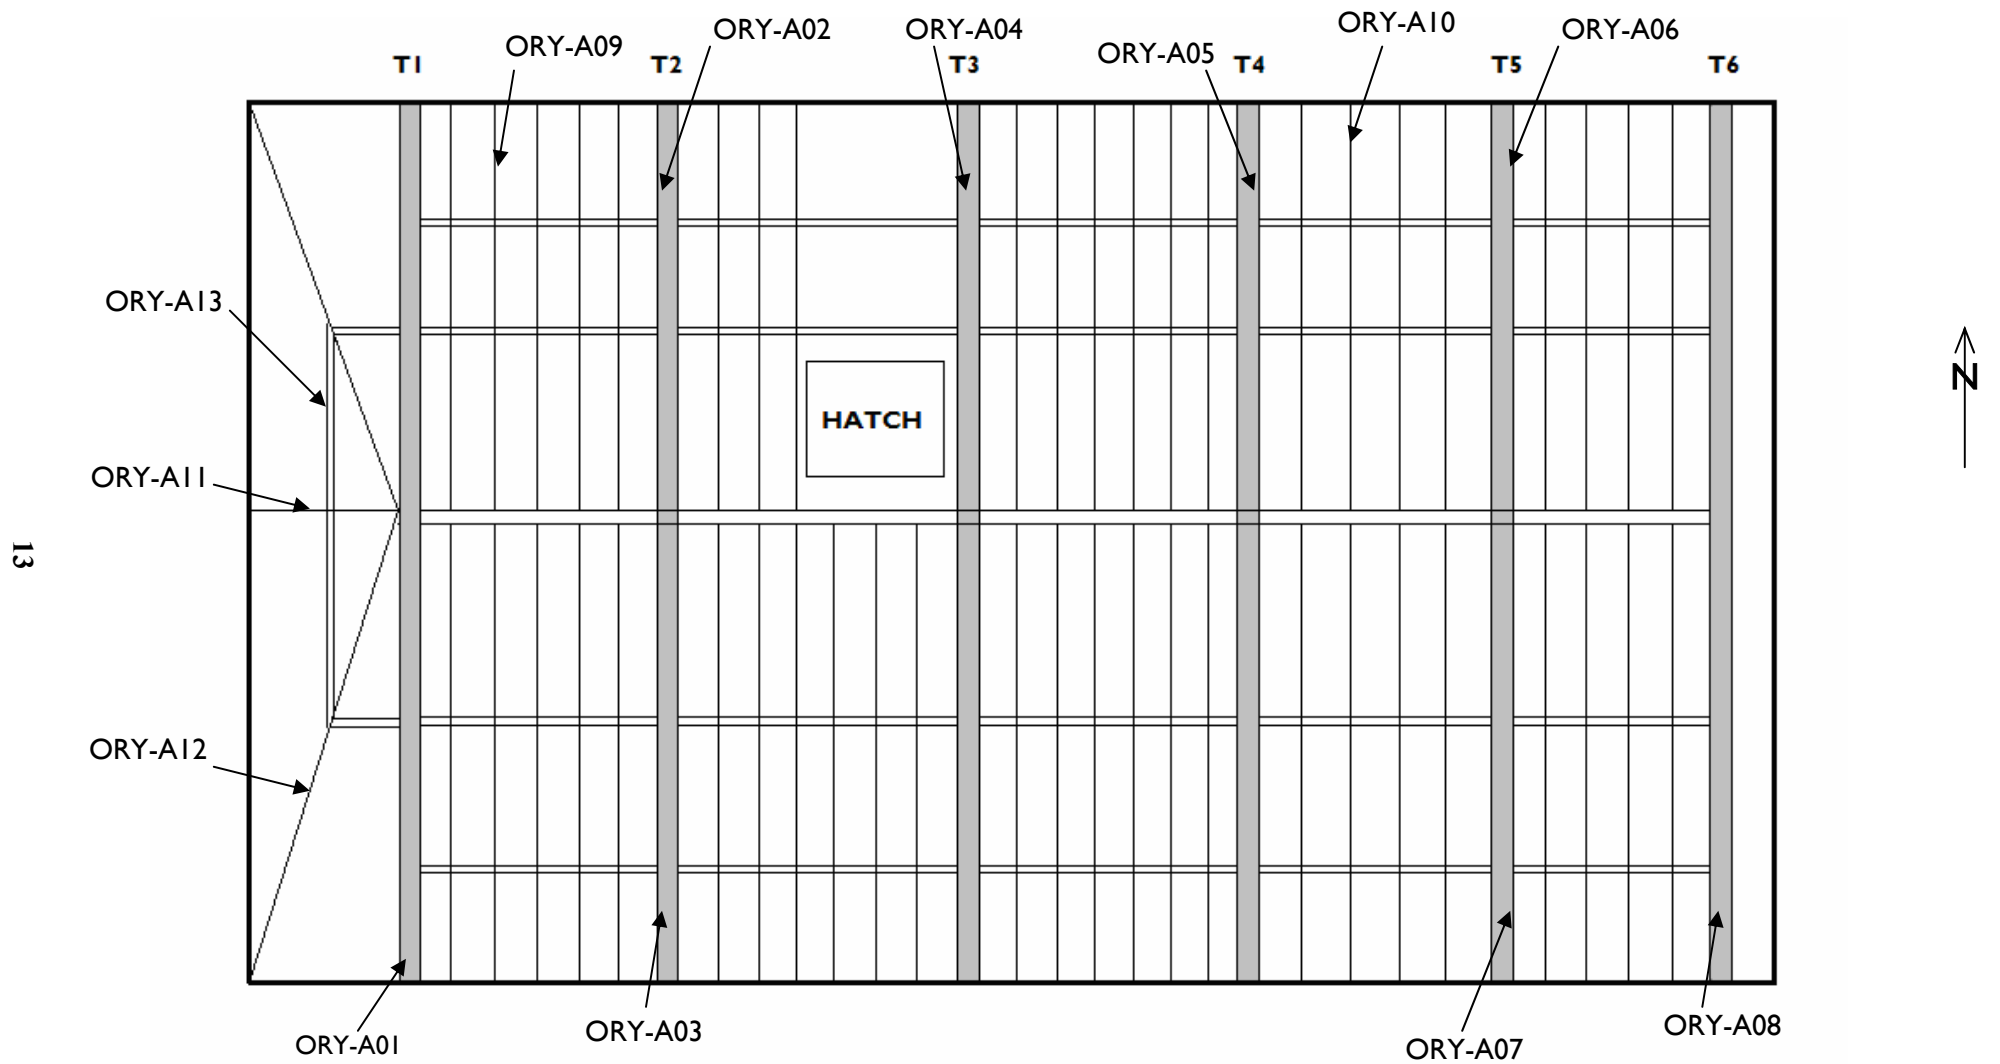 ORY-A09
ORY-A02
ORY-A04
ORY-A05
ORY-A10
ORY-A06
T1
T2
T3
T4
T5
T6
ORY-A13
HATCH
N
ORY-A11
13
ORY-A12
ORY-A01
ORY-A03
ORY-A07
ORY-A08